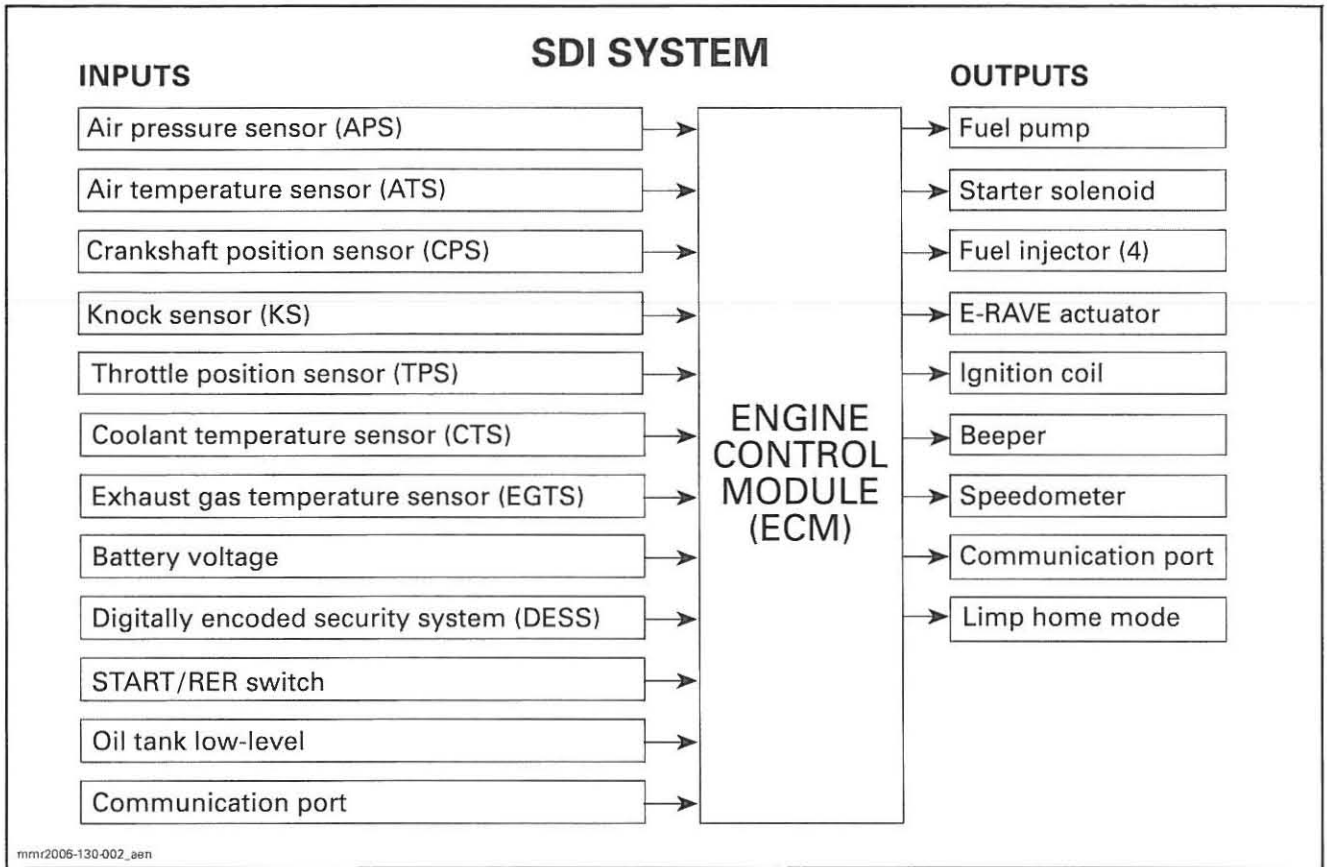 SDI SYSTEM
INPUTS
Air pressure sensor (APS)
Air temperature sensor (ATS)
Crankshaft position sensor (CPS)
Knock sensor (KS)
Throttle position sensor (TPS)
Coolant temperature sensor (CTS)
Exhaust gas temperature sensor (EGTS)
Battery voltage
Digitally encoded security system (DESS)
START/RER switch
Oil tank low-level
Communication port
ENGINE
CONTROL
MODULE
(ECM)
OUTPUTS
Fuel pump
Starter solenoid
Fuel injector (4)
E-RAVE actuator
Ignition coil
Beeper
Speedometer
Communication port
Limp home mode
mmr2006-130-002_aen